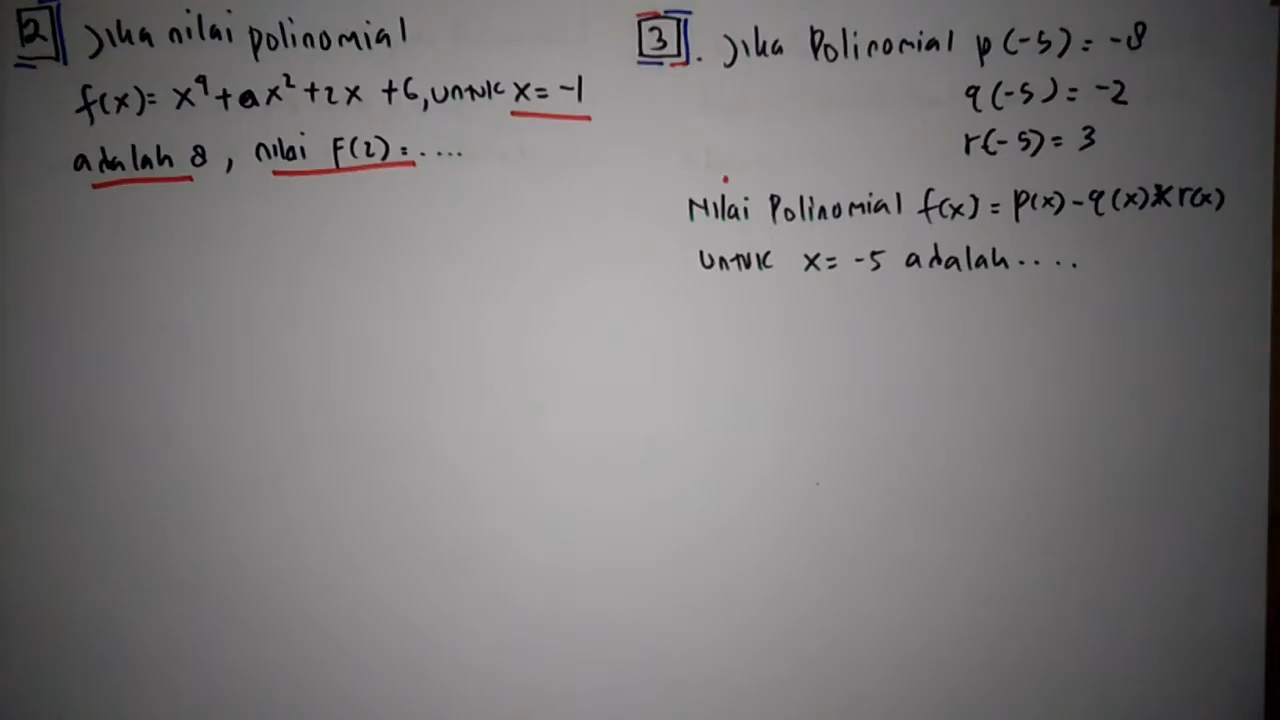 2 Jika nilai polinomial
f(x) = x⁴ + ax² + 2x + 6, untuk x = -1
adalah 8, nilai F(2) = ....
3. Jika Polinomial p(-5) = -8
q(-5) = -2
r(-5) = 3
Nilai Polinomial f(x) = p(x) - q(x) * r(x)
untuk x = -5 adalah ....